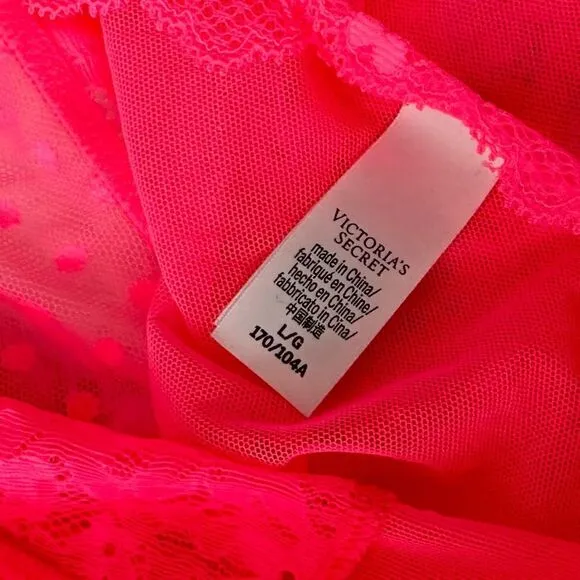 VICTORIA'S
SECRET
made in China/
fabriqué en Chine/
hecho en China/
fabbricato in Cina/
中国制造
L/G
170/104A